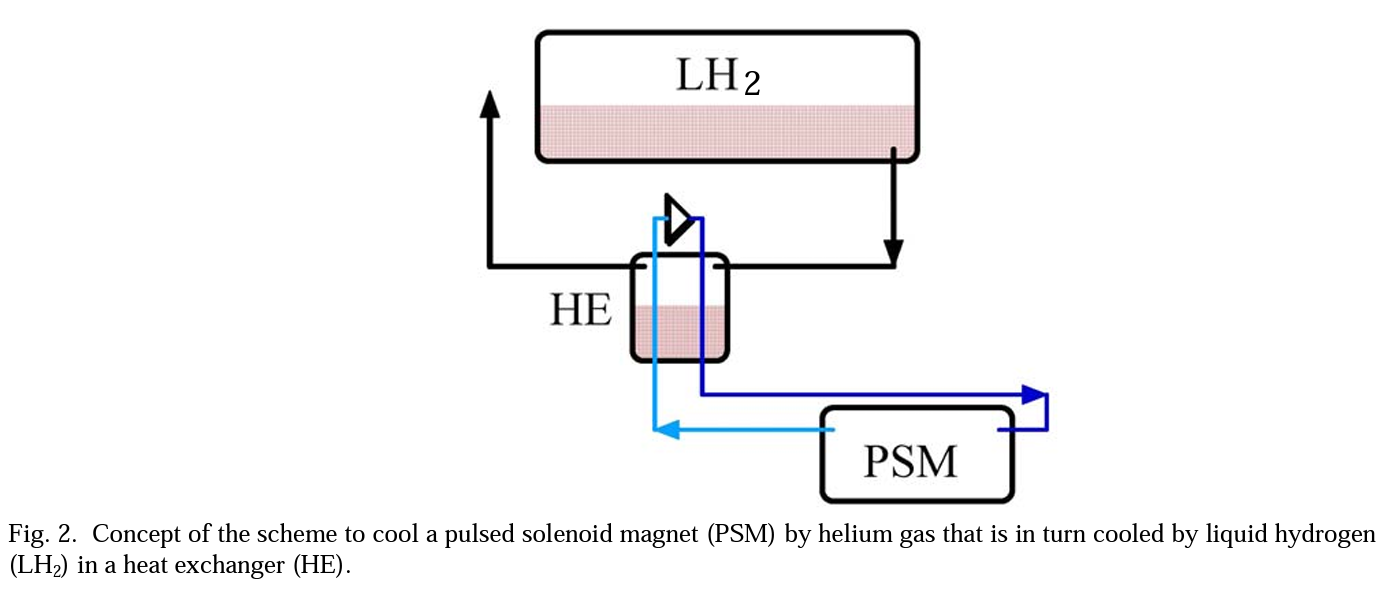 LH2
HE
PSM
Fig. 2. Concept of the scheme to cool a pulsed solenoid magnet (PSM) by helium gas that is in turn cooled by liquid hydrogen
(LH₂) in a heat exchanger (HE).